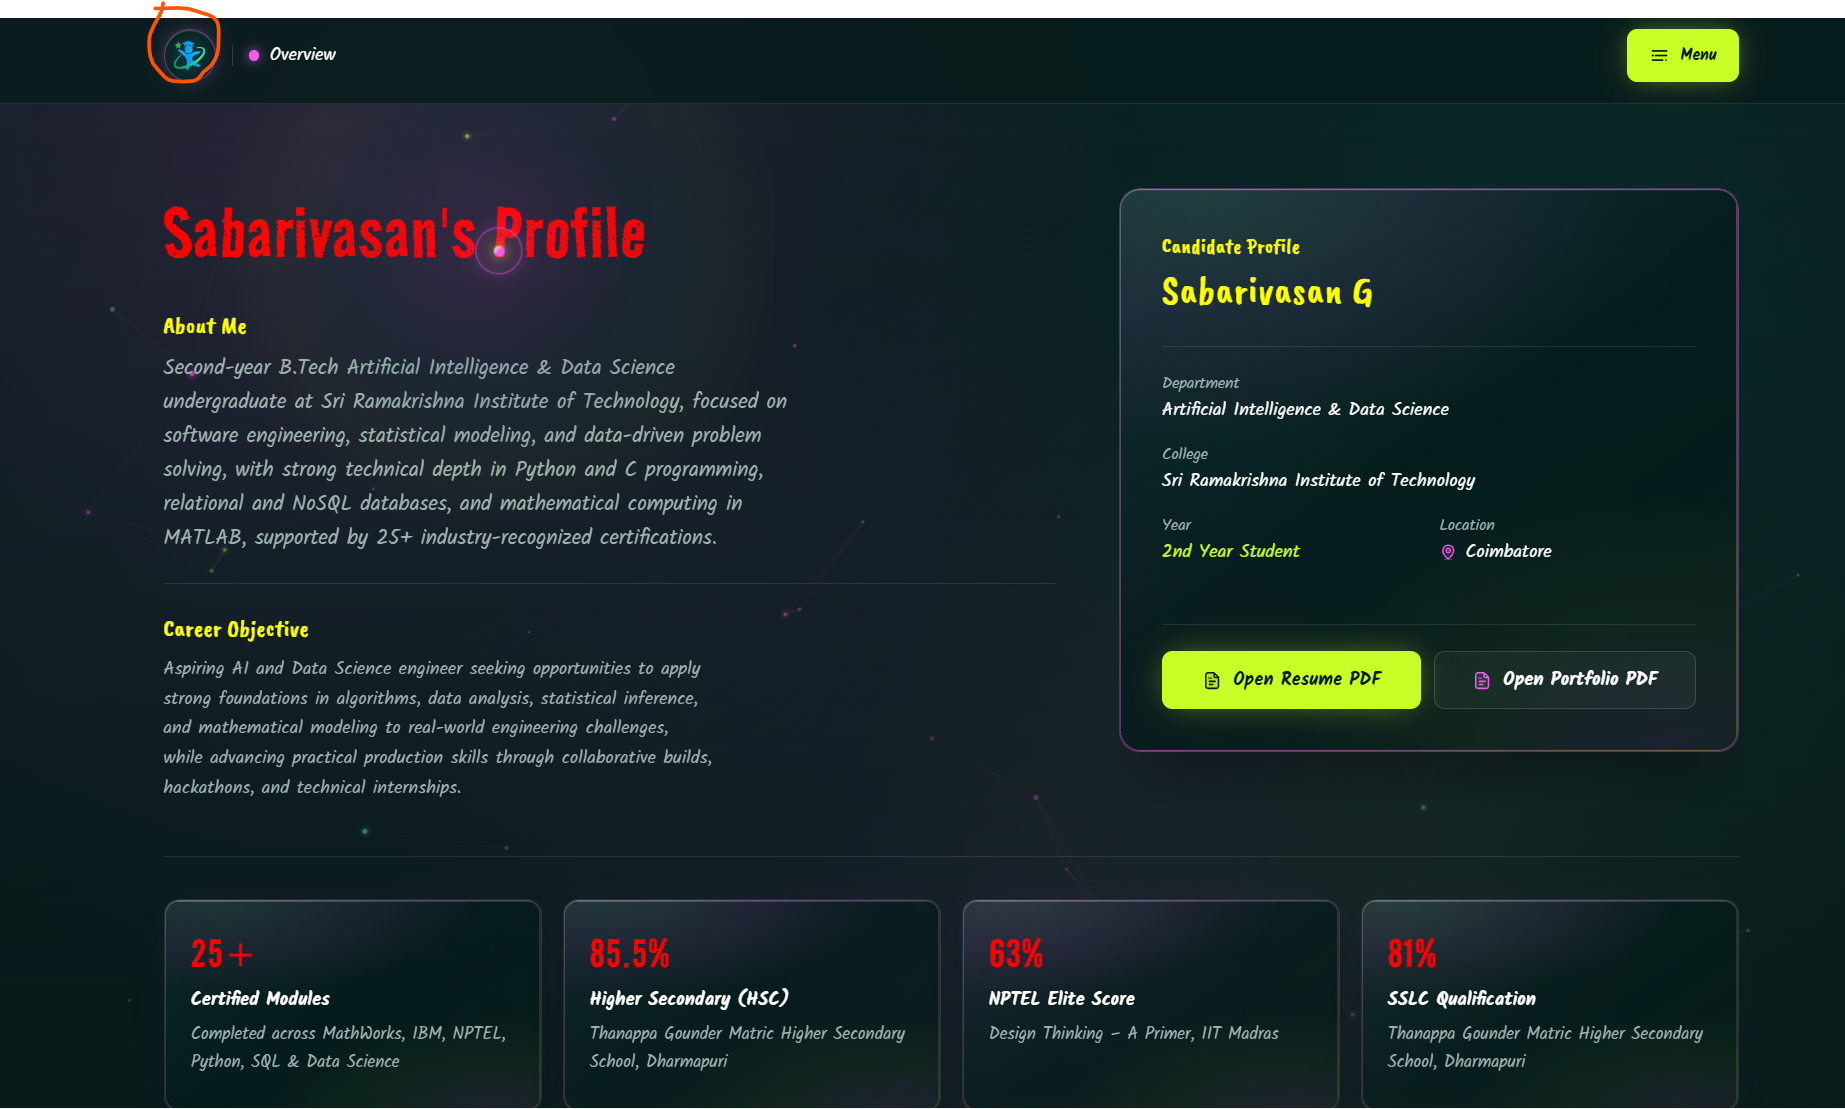 Overview
Menu
Sabarivasan's Profile
About Me
Second-year B.Tech Artificial Intelligence & Data Science
undergraduate at Sri Ramakrishna Institute of Technology, focused on
software engineering, statistical modeling, and data-driven problem
solving, with strong technical depth in Python and C programming,
relational and NoSQL databases, and mathematical computing in
MATLAB, supported by 25+ industry-recognized certifications.
Career Objective
Aspiring AI and Data Science engineer seeking opportunities to apply
strong foundations in algorithms, data analysis, statistical inference,
and mathematical modeling to real-world engineering challenges,
while advancing practical production skills through collaborative builds,
hackathons, and technical internships.
Candidate Profile
Sabarivasan G
Department
Artificial Intelligence & Data Science
College
Sri Ramakrishna Institute of Technology
Year
2nd Year Student
Location
Coimbatore
Open Resume PDF
Open Portfolio PDF
25+
Certified Modules
Completed across MathWorks, IBM, NPTEL,
Python, SQL & Data Science
85.5%
Higher Secondary (HSC)
Thanappa Gounder Matric Higher Secondary
School, Dharmapuri
63%
NPTEL Elite Score
Design Thinking – A Primer, IIT Madras
81%
SSLC Qualification
Thanappa Gounder Matric Higher Secondary
School, Dharmapuri